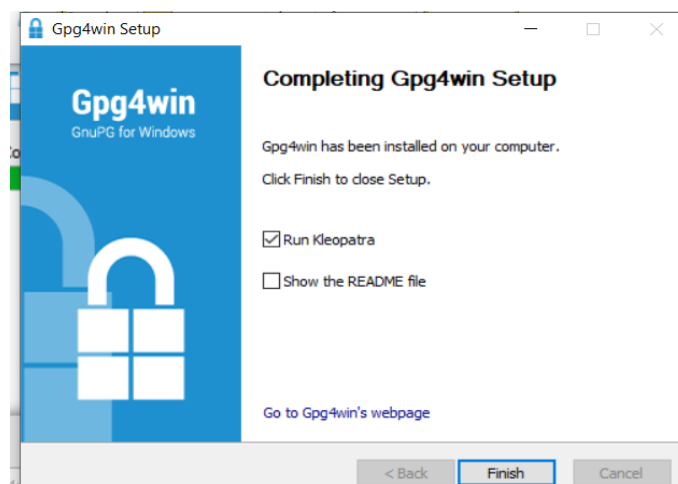 Gpg4win Setup
Completing Gpg4win Setup
Gpg4win
GnuPG for Windows
Gpg4win has been installed on your computer.
Click Finish to close Setup.
Run Kleopatra
Show the README file
Go to Gpg4win's webpage
< Back
Finish
Cancel